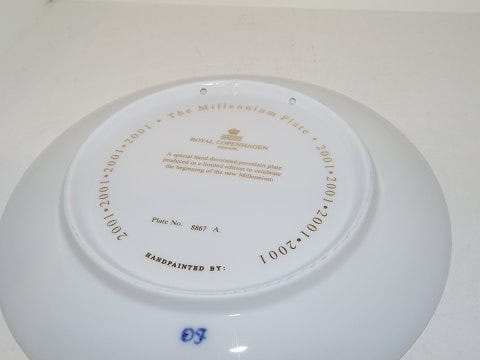 2001•2001•2001•2001• The Millennium Plate •2001•2001•2001•2001
ROYAL COPENHAGEN
A special hand decorated porcelain plate
produced in a limited edition to celebrate
the beginning of the new Millennium
Plate No. 8867 A.
HANDPAINTED BY: